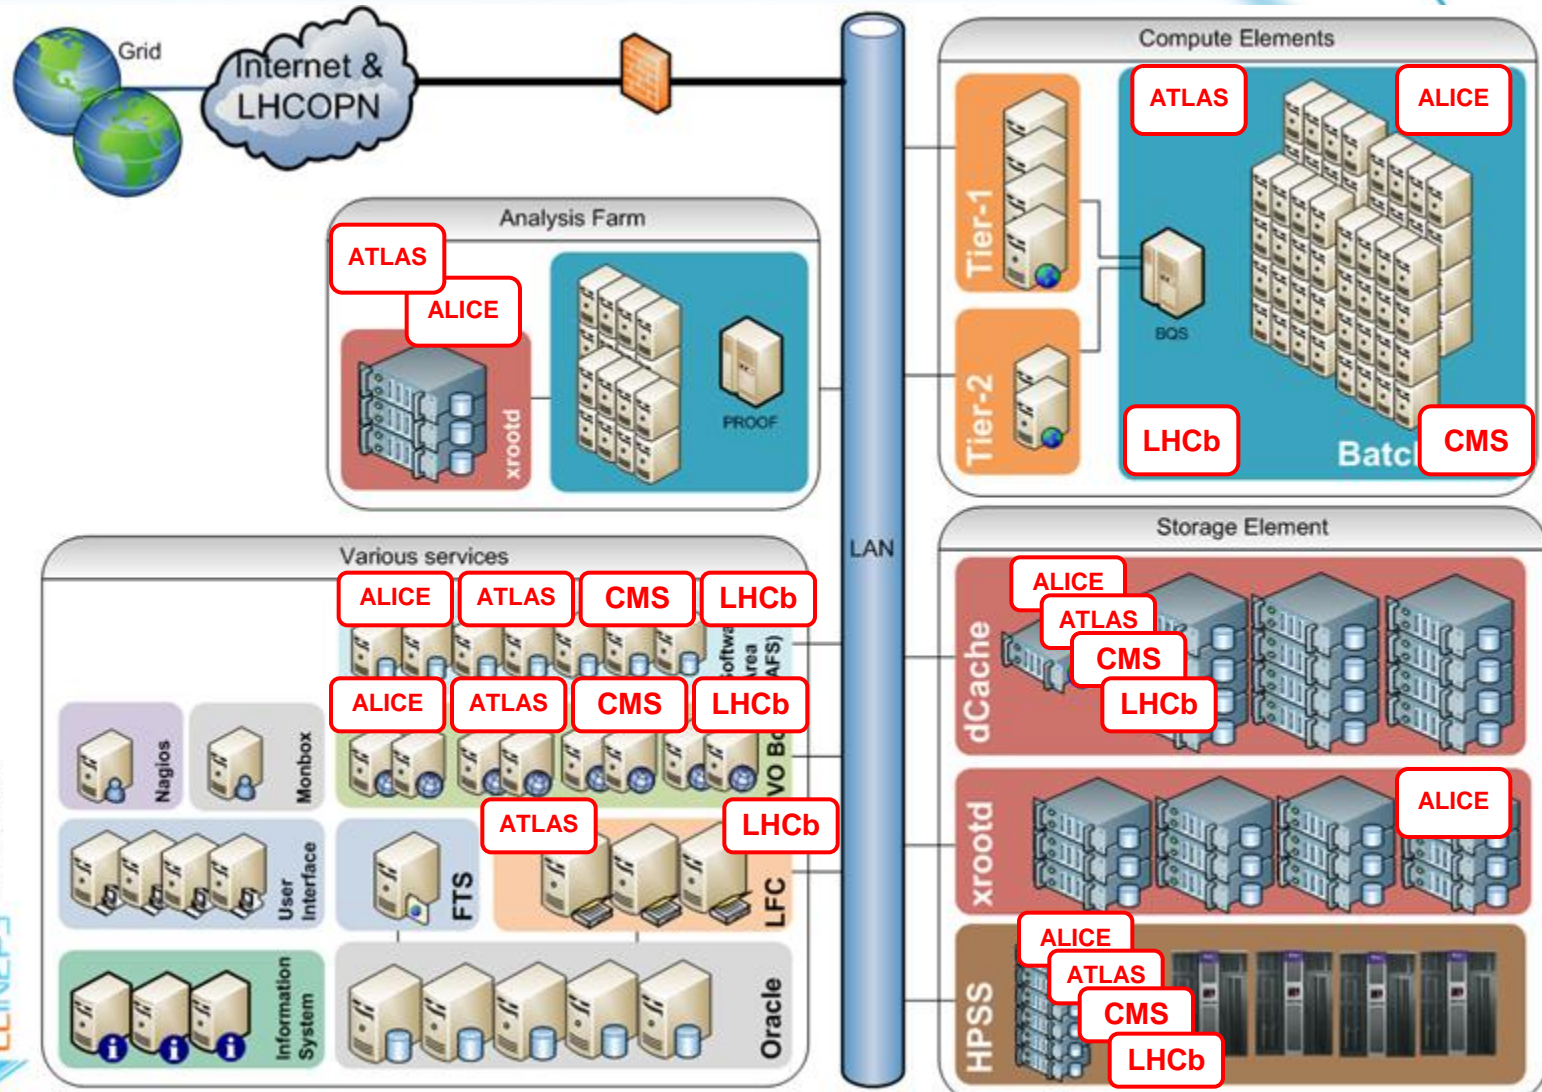 Grid
Internet &
LHCOPN
Compute Elements
ATLAS
ALICE
Tier-1
BQS
Tier-2
LHCb
CMS
Analysis Farm
ATLAS
ALICE
xrootd
PROOF
LAN
Various services
ALICE
ATLAS
CMS
LHCb
Area
ALICE
ATLAS
CMS
LHCb
VO
Nagios
Monbox
ATLAS
LHCb
User
Interface
FTS
LFC
Information
System
Oracle
Storage Element
ALICE
ATLAS
CMS
LHCb
dCache
ALICE
xrootd
ALICE
ATLAS
CMS
LHCb
HPSS